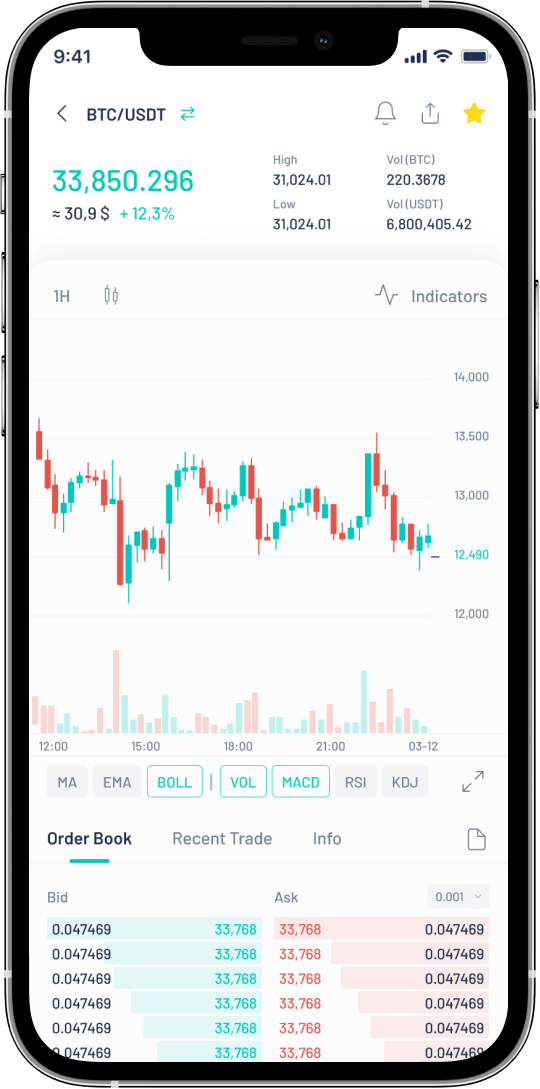 9:41
BTC/USDT
33,850.296
≈ 30,9 $ + 12,3%
High
31,024.01
Low
31,024.01
Vol (BTC)
220.3678
Vol (USDT)
6,800,405.42
1H
Indicators
14,000
13,500
13,000
12,490
12,000
12:00 15:00 18:00 21:00 03-12
MA EMA BOLL | VOL MACD RSI KDJ
Order Book Recent Trade Info
Bid Ask 0.001
0.047469 33,768 33,768 0.047469
0.047469 33,768 33,768 0.047469
0.047469 33,768 33,768 0.047469
0.047469 33,768 33,768 0.047469
0.047469 33,768 33,768 0.047469
0.047469 33,768 33,768 0.047469